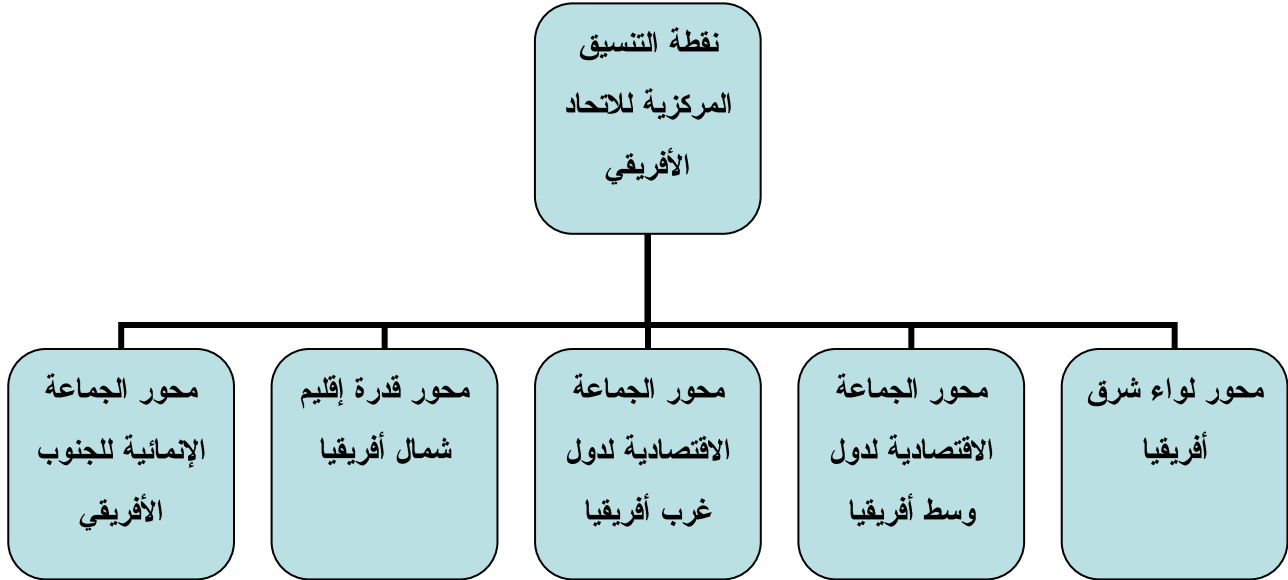 نقطة التنسيق
المركزية للاتحاد
الأفريقي
محور لواء شرق
أفريقيا
محور الجماعة
الاقتصادية لدول
وسط أفريقيا
محور الجماعة
الاقتصادية لدول
غرب أفريقيا
محور قدرة إقليم
شمال أفريقيا
محور الجماعة
الإنمائية للجنوب
الأفريقي